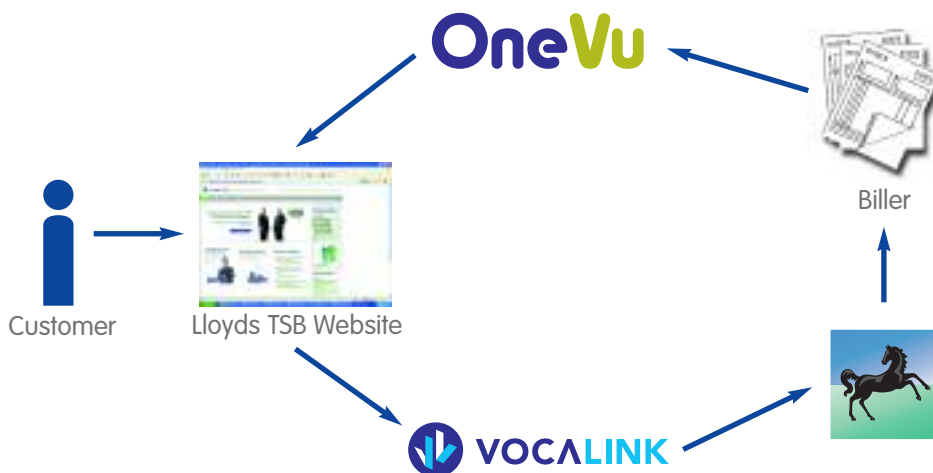 OneVu
Biller
Customer
Lloyds TSB Website
VOCALINK